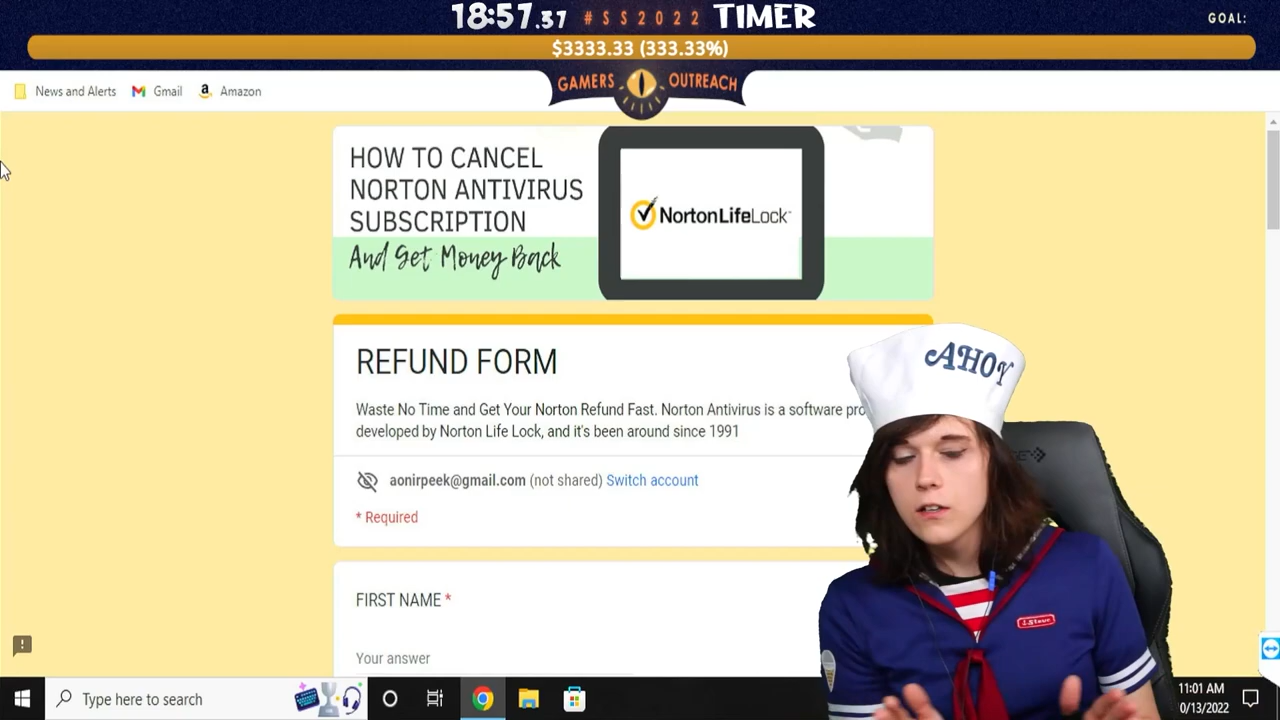 18:57.37 #SS2022 TIMER
GOAL:
$3333.33 (333.33%)
GAMERS OUTREACH
News and Alerts Gmail Amazon
HOW TO CANCEL
NORTON ANTIVIRUS
SUBSCRIPTION
And Get Money Back
NortonLifeLock
REFUND FORM
Waste No Time and Get Your Norton Refund Fast. Norton Antivirus is a software pro
developed by Norton Life Lock, and it's been around since 1991
aonirpeek@gmail.com (not shared) Switch account
* Required
FIRST NAME *
Your answer
AHOY
Steve
Type here to search
11:01 AM
0/13/2022